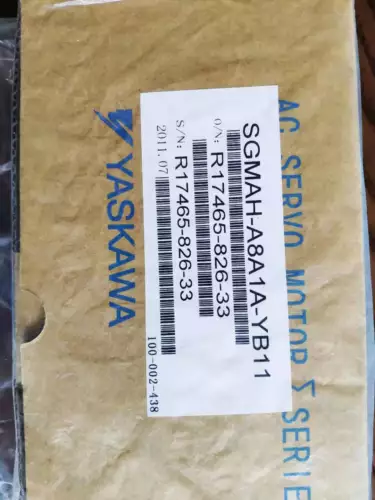 AC SERVO MOTOR Σ SERIE
SGMAH-A8A1A-YB11
O/N: R17465-826-33
S/N: R17465-826-33
2011.07
100-002-438
YASKAWA